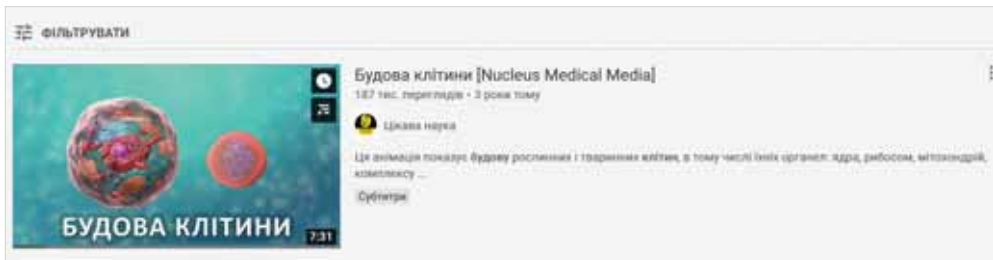 ФІЛЬТРУВАТИ
БУДОВА КЛІТИНИ
7:31
Будова клітини [Nucleus Medical Media]
187 тис. переглядів • 3 роки тому
Цікава наука
Ця анімація показує будову рослинних і тваринних клітин, в тому числі їхніх органел: ядра, рибосом, мітохондрій,
комплексу ...
Субтитри